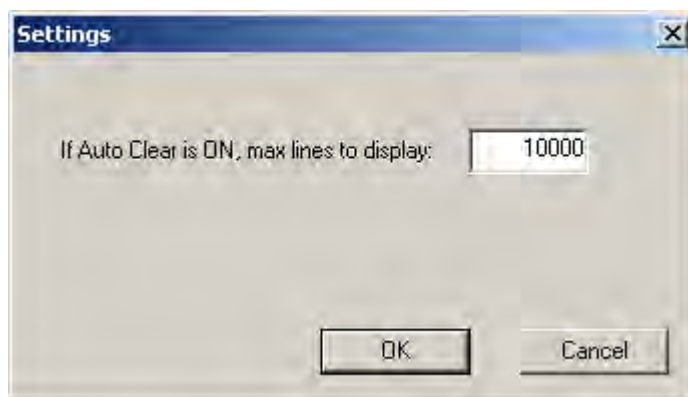 Settings
If Auto Clear is ON, max lines to display: 10000
OK Cancel